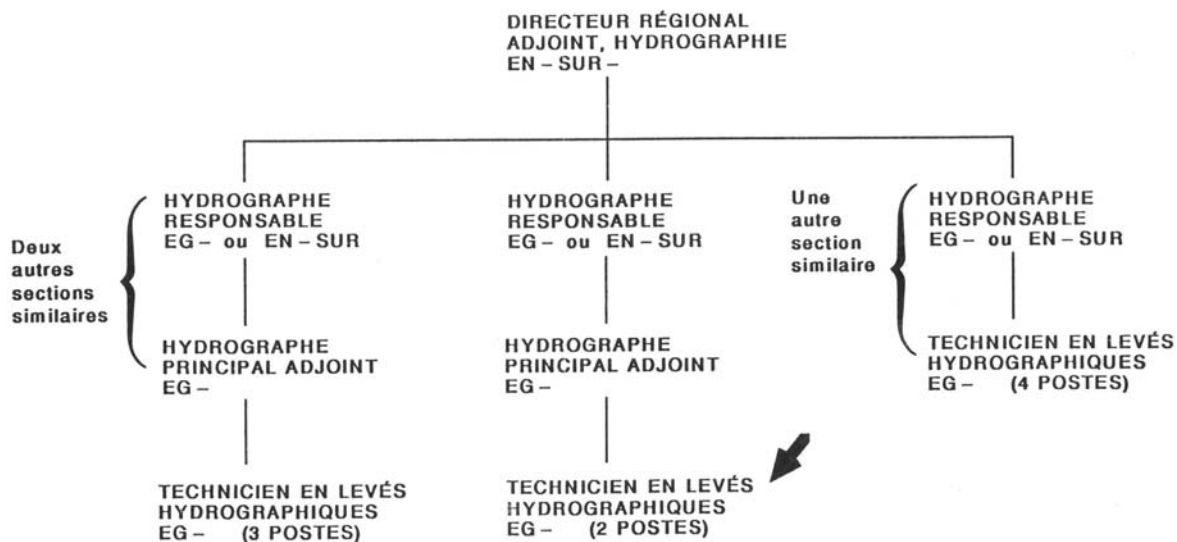 DIRECTEUR RÉGIONAL
ADJOINT, HYDROGRAPHIE
EN – SUR –
Deux
autres
sections
similaires
HYDROGRAPHE
RESPONSABLE
EG – ou EN – SUR
HYDROGRAPHE
PRINCIPAL ADJOINT
EG –
TECHNICIEN EN LEVÉS
HYDROGRAPHIQUES
EG – (3 POSTES)
HYDROGRAPHE
RESPONSABLE
EG – ou EN – SUR
HYDROGRAPHE
PRINCIPAL ADJOINT
EG –
TECHNICIEN EN LEVÉS
HYDROGRAPHIQUES
EG – (2 POSTES)
Une
autre
section
similaire
HYDROGRAPHE
RESPONSABLE
EG – ou EN – SUR
TECHNICIEN EN LEVÉS
HYDROGRAPHIQUES
EG – (4 POSTES)